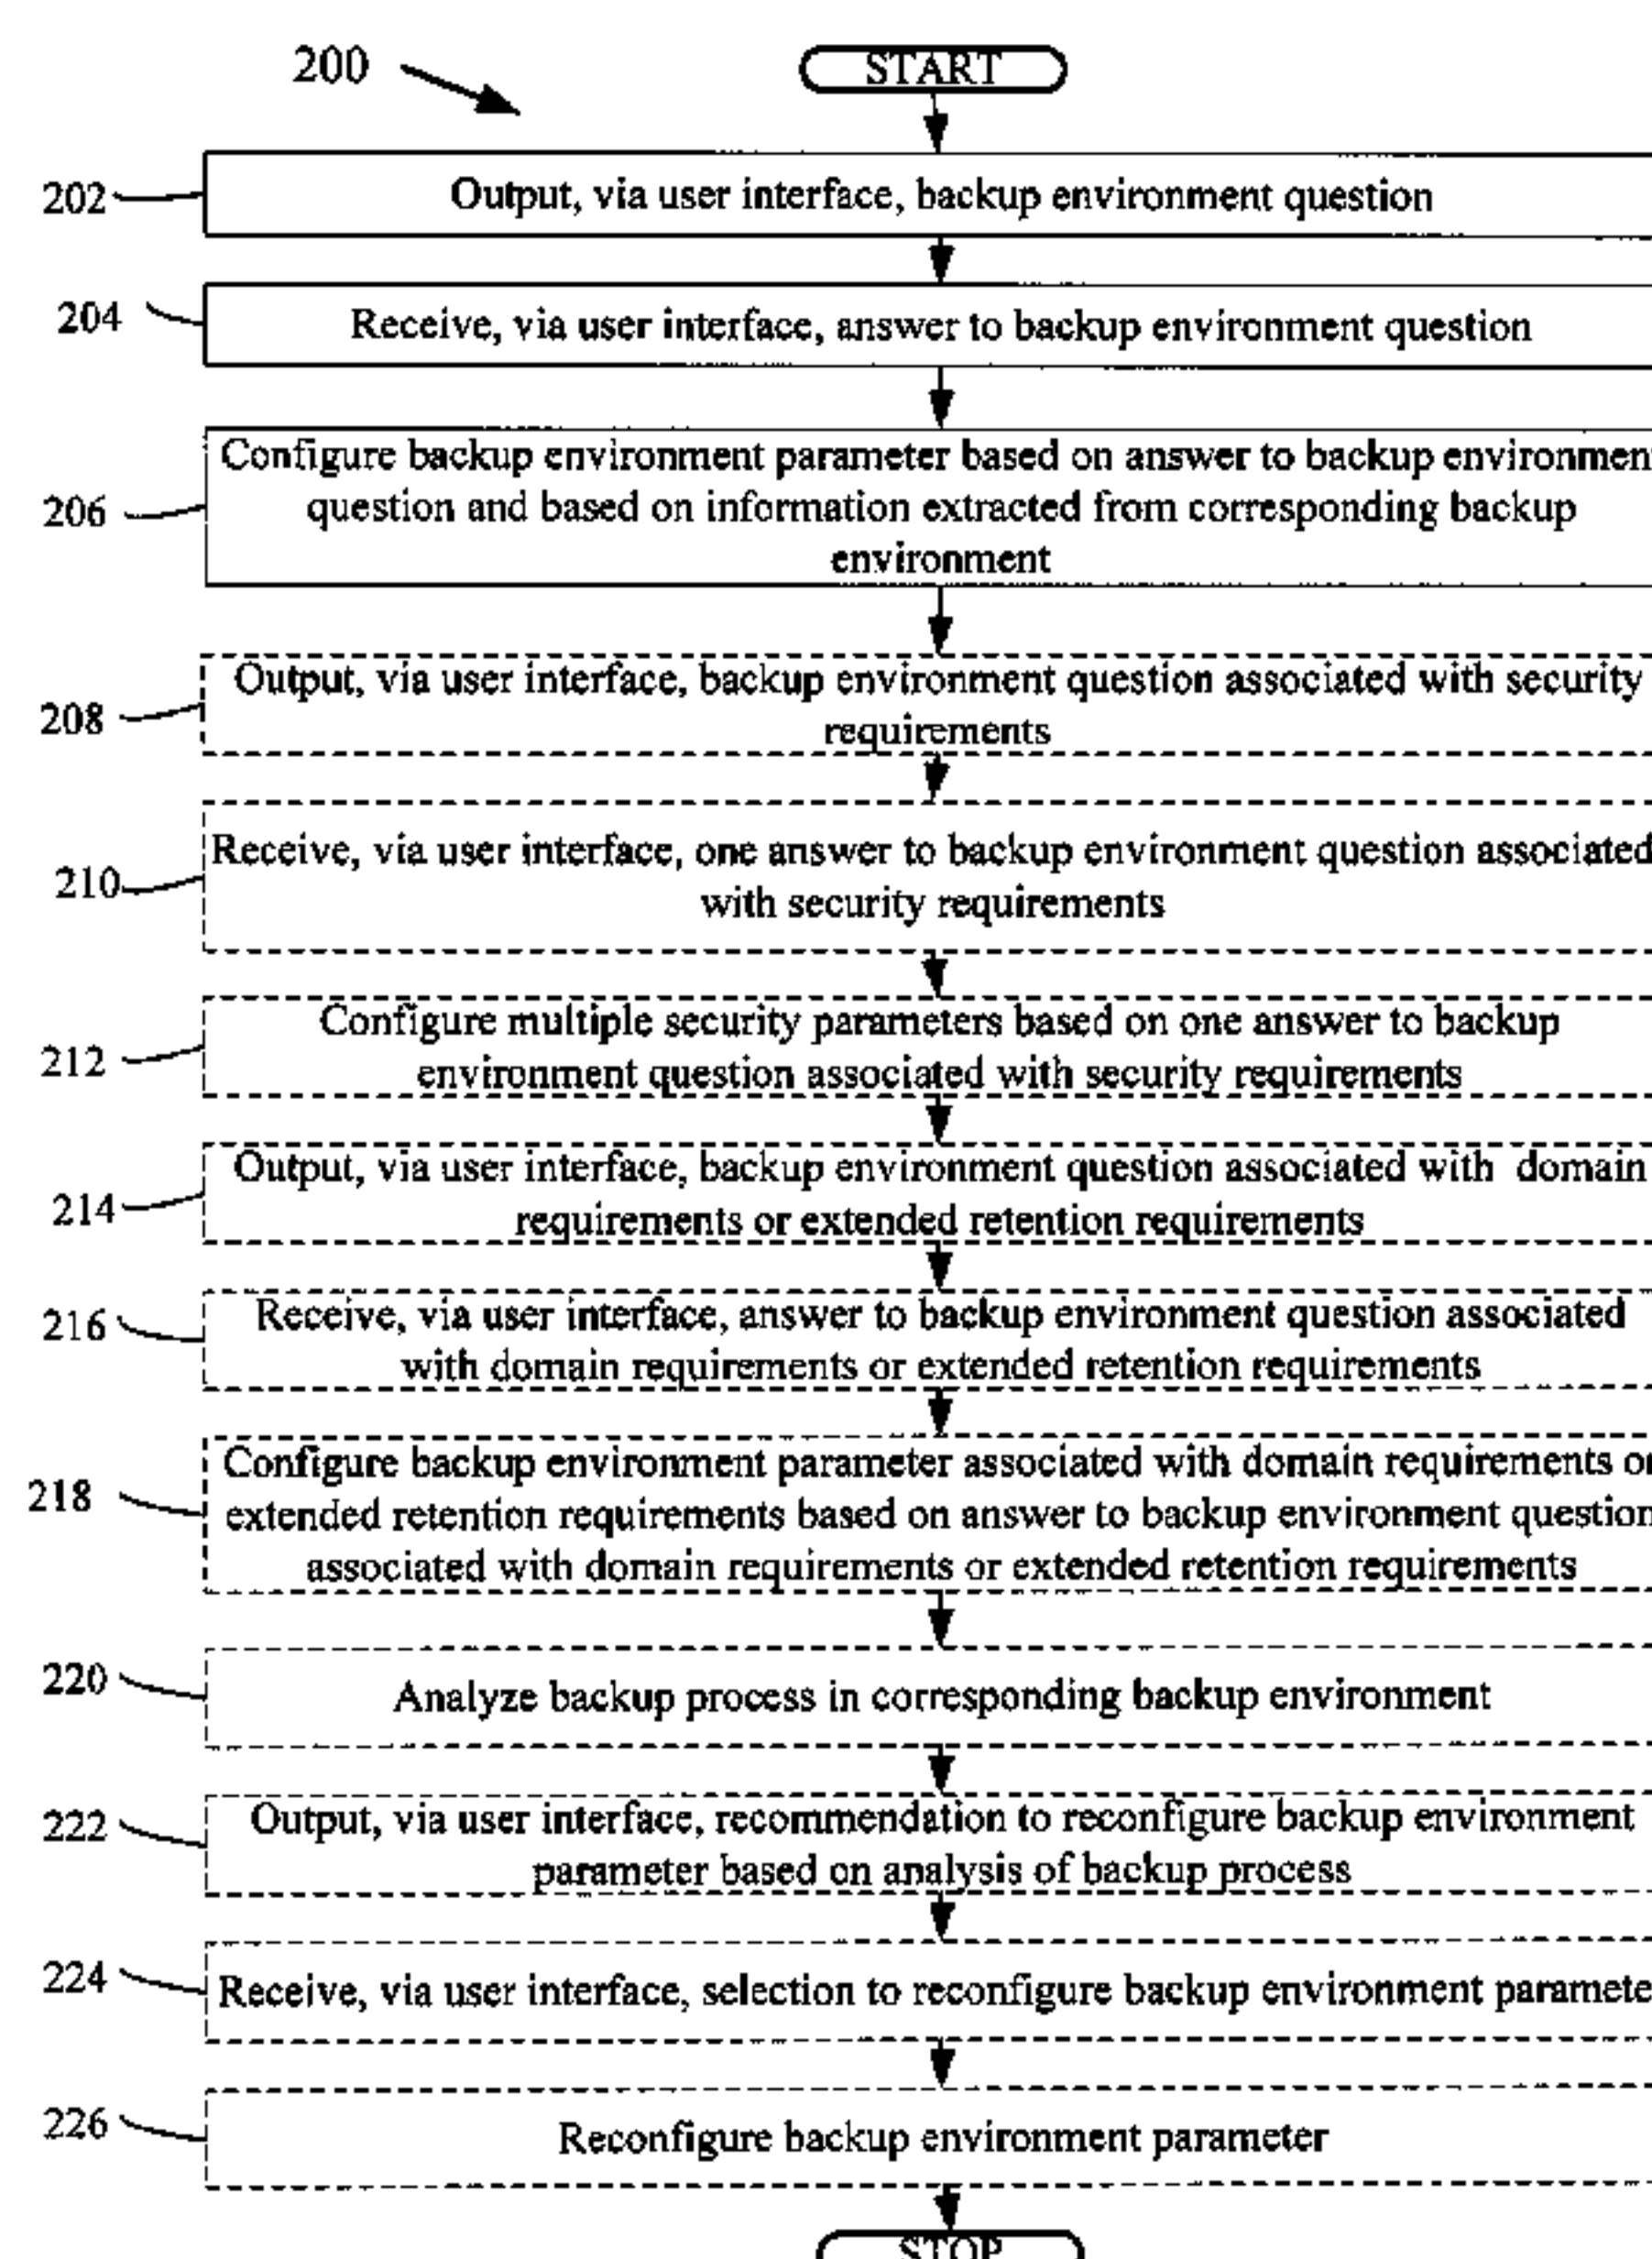 200
START
202
Output, via user interface, backup environment question
204
Receive, via user interface, answer to backup environment question
206
Configure backup environment parameter based on answer to backup environment
question and based on information extracted from corresponding backup
environment
208
Output, via user interface, backup environment question associated with security
requirements
210
Receive, via user interface, one answer to backup environment question associated
with security requirements
212
Configure multiple security parameters based on one answer to backup
environment question associated with security requirements
214
Output, via user interface, backup environment question associated with domain
requirements or extended retention requirements
216
Receive, via user interface, answer to backup environment question associated
with domain requirements or extended retention requirements
218
Configure backup environment parameter associated with domain requirements or
extended retention requirements based on answer to backup environment question
associated with domain requirements or extended retention requirements
220
Analyze backup process in corresponding backup environment
222
Output, via user interface, recommendation to reconfigure backup environment
parameter based on analysis of backup process
224
Receive, via user interface, selection to reconfigure backup environment paramete
226
Reconfigure backup environment parameter
STOP